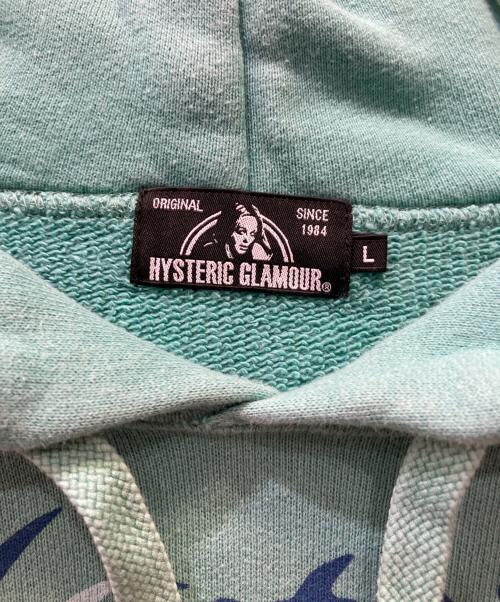 ORIGINAL
SINCE
1984
HYSTERIC GLAMOUR®
L